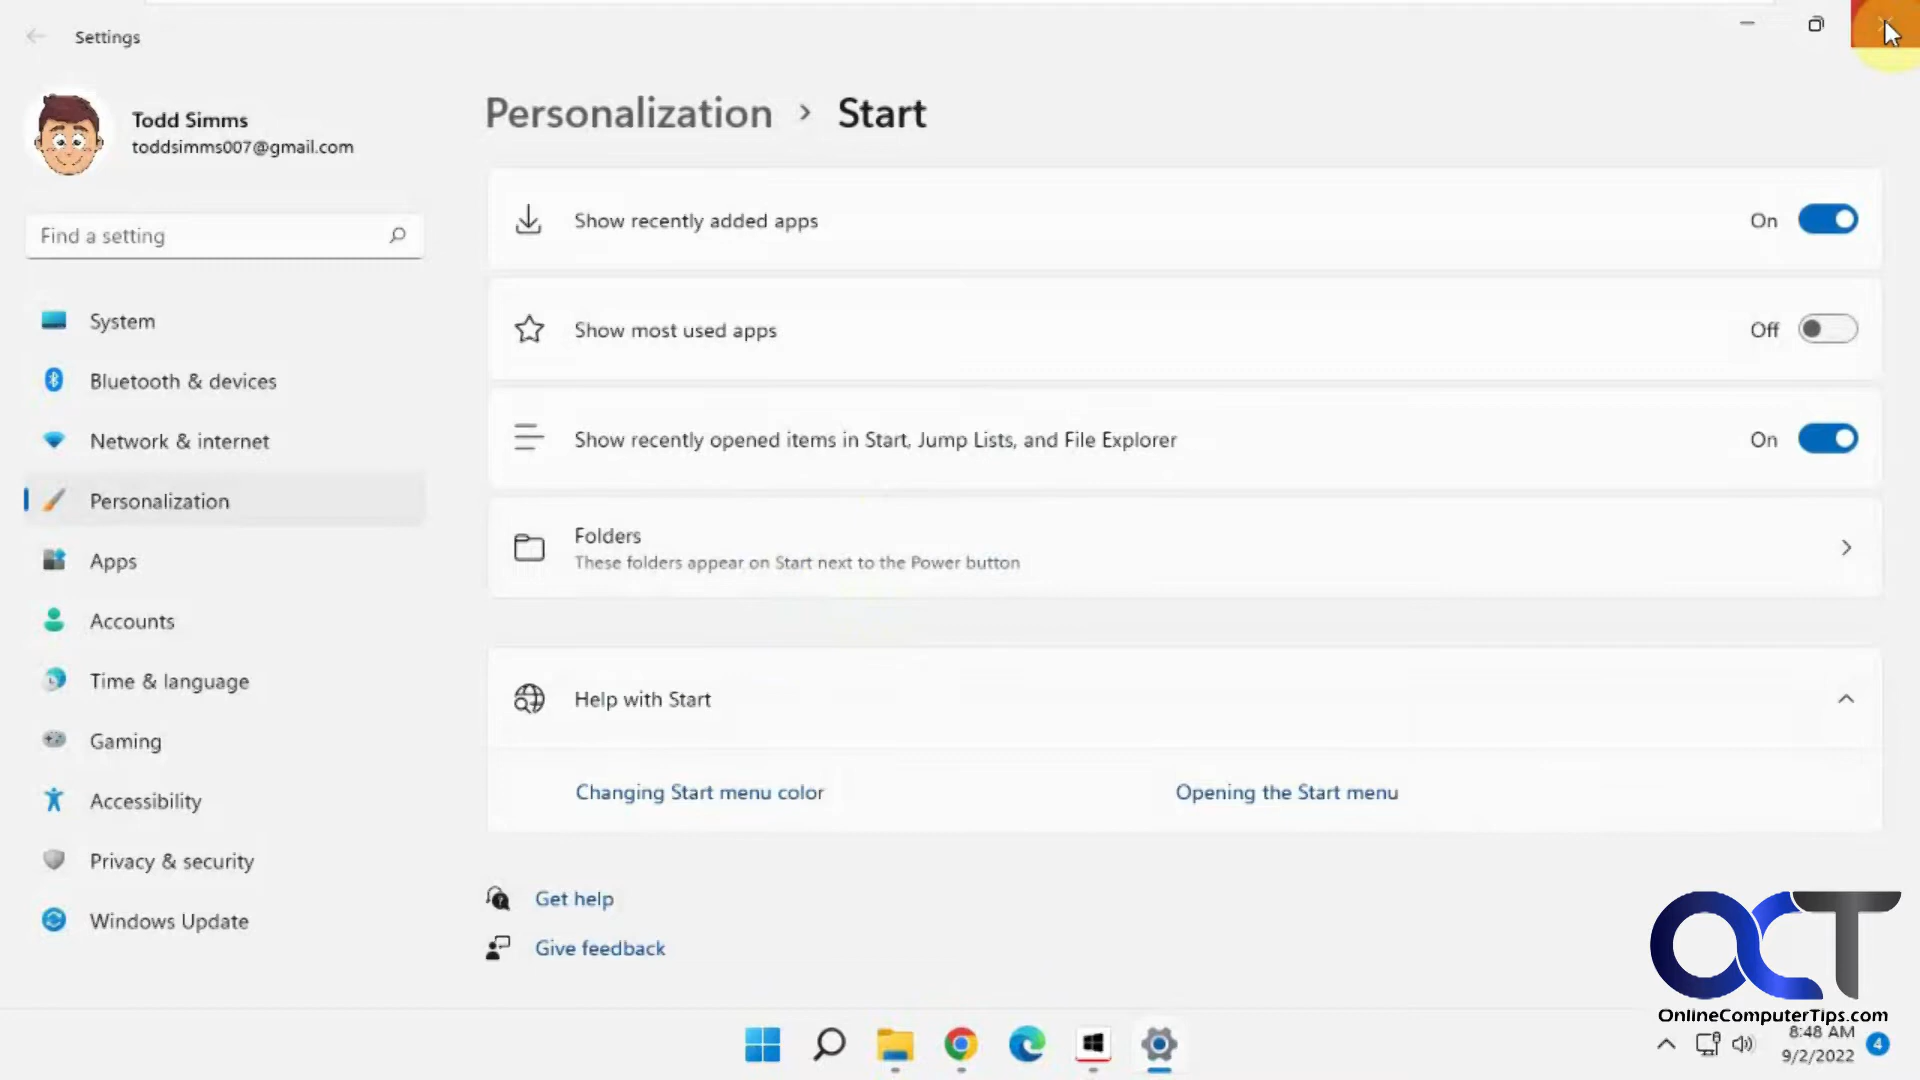 Settings
Todd Simms
toddsimms007@gmail.com
Find a setting
System
Bluetooth & devices
Network & internet
Personalization
Apps
Accounts
Time & language
Gaming
Accessibility
Privacy & security
Windows Update
Personalization > Start
Show recently added apps On
Show most used apps Off
Show recently opened items in Start, Jump Lists, and File Explorer On
Folders
These folders appear on Start next to the Power button
Help with Start
Changing Start menu color Opening the Start menu
Get help
Give feedback
OCT
OnlineComputerTips.com
8:48 AM
9/2/2022
4